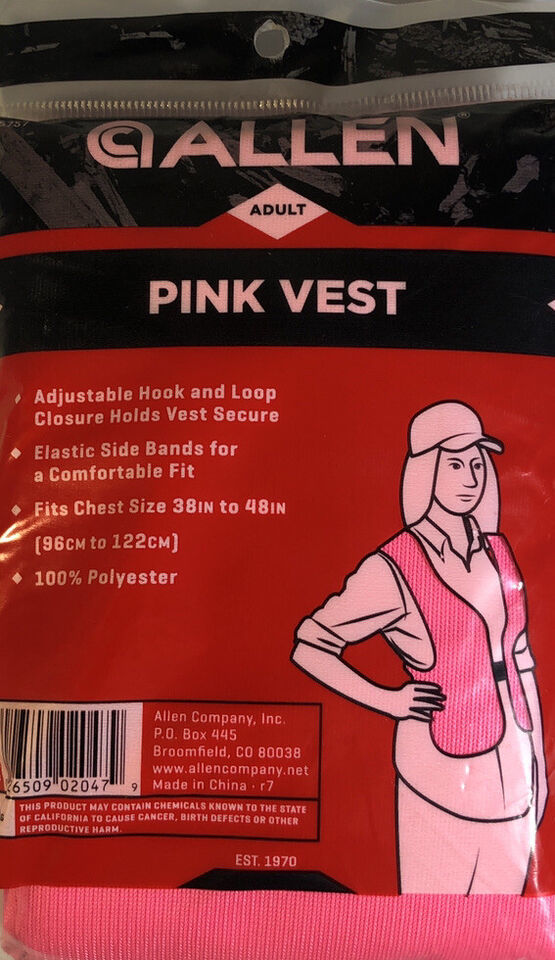 ALLEN®
ADULT
PINK VEST
Adjustable Hook and Loop
Closure Holds Vest Secure
Elastic Side Bands for
a Comfortable Fit
Fits Chest Size 38IN to 48IN
(96CM to 122CM)
100% Polyester
Allen Company, Inc.
P.O. Box 445
Broomfield, CO 80038
www.allencompany.net
Made in China · r7
26509 02047 9
THIS PRODUCT MAY CONTAIN CHEMICALS KNOWN TO THE STATE
OF CALIFORNIA TO CAUSE CANCER, BIRTH DEFECTS OR OTHER
REPRODUCTIVE HARM.
EST. 1970